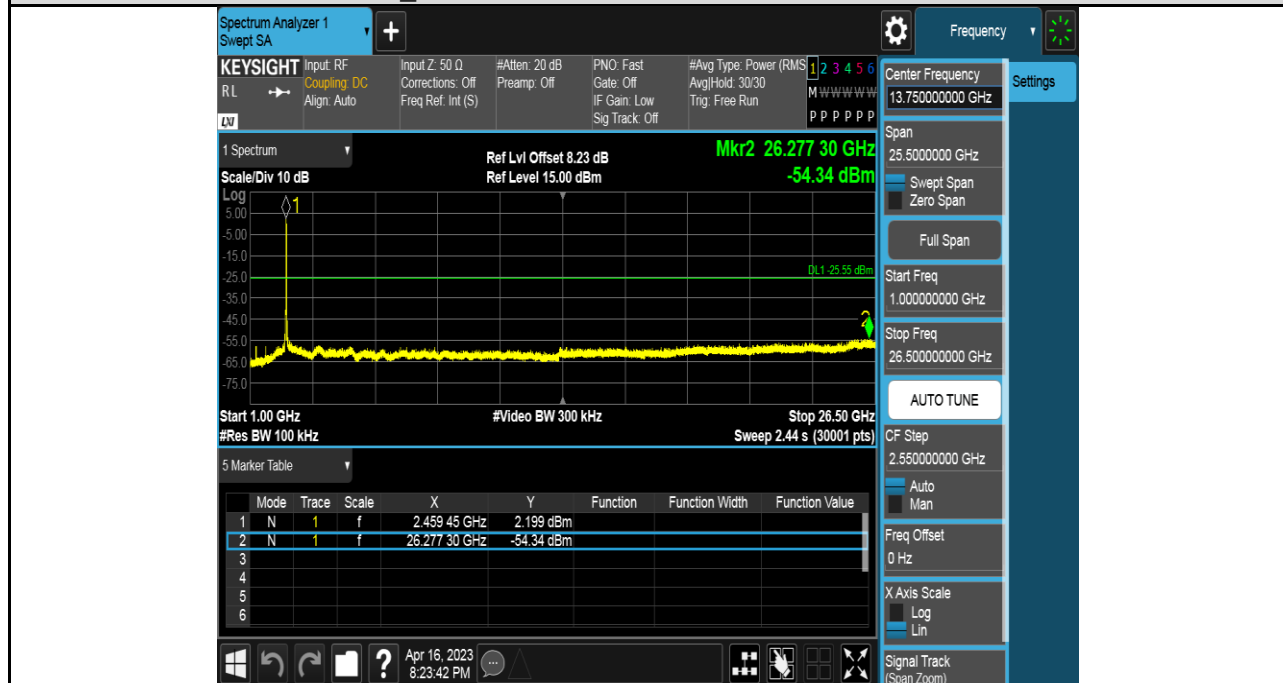 Spectrum Analyzer 1
Swept SA
+
Frequency
KEYSIGHT
RL
LXI
Input: RF
Coupling: DC
Align: Auto
Input Z: 50 Ω
Corrections: Off
Freq Ref: Int (S)
#Atten: 20 dB
Preamp: Off
PNO: Fast
Gate: Off
IF Gain: Low
Sig Track: Off
#Avg Type: Power (RMS
Avg|Hold: 30/30
Trig: Free Run
1 2 3 4 5 6
M W W W W W
P P P P P P
1 Spectrum
Scale/Div 10 dB
Ref Lvl Offset 8.23 dB
Ref Level 15.00 dBm
Mkr2 26.277 30 GHz
-54.34 dBm
Log
5.00
-5.00
-15.0
-25.0
-35.0
-45.0
-55.0
-65.0
-75.0
1
DL1 -25.55 dBm
2
Start 1.00 GHz
#Video BW 300 kHz
Stop 26.50 GHz
#Res BW 100 kHz
Sweep 2.44 s (30001 pts)
5 Marker Table
Mode Trace Scale X Y Function Function Width Function Value
1 N 1 f 2.459 45 GHz 2.199 dBm
2 N 1 f 26.277 30 GHz -54.34 dBm
3
4
5
6
?
Apr 16, 2023
8:23:42 PM
Center Frequency
13.750000000 GHz
Settings
Span
25.5000000 GHz
Swept Span
Zero Span
Full Span
Start Freq
1.000000000 GHz
Stop Freq
26.500000000 GHz
AUTO TUNE
CF Step
2.550000000 GHz
Auto
Man
Freq Offset
0 Hz
X Axis Scale
Log
Lin
Signal Track
(Span Zoom)